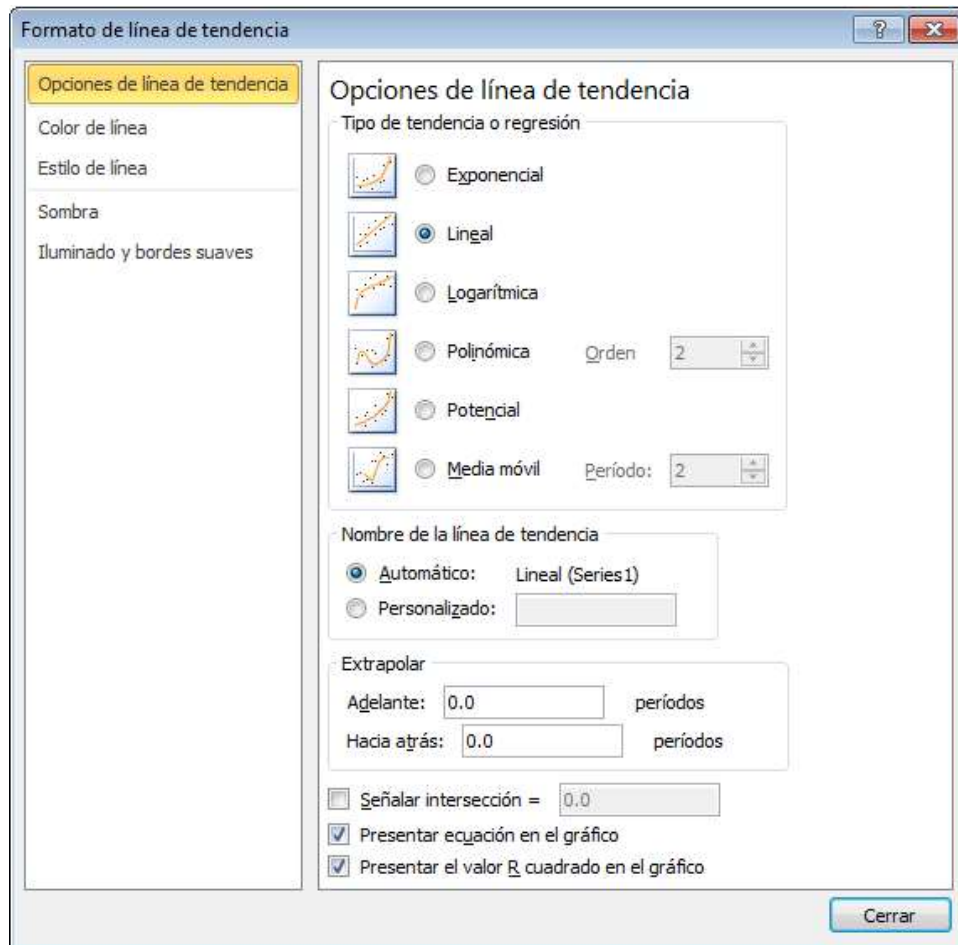 Formato de línea de tendencia
Opciones de línea de tendencia
Color de línea
Estilo de línea
Sombra
Iluminado y bordes suaves
Opciones de línea de tendencia
Tipo de tendencia o regresión
Exponencial
Lineal
Logarítmica
Polinómica Orden 2
Potencial
Media móvil Período: 2
Nombre de la línea de tendencia
Automático: Lineal (Series1)
Personalizado:
Extrapolar
Adelante: 0.0 períodos
Hacia atrás: 0.0 períodos
Señalar intersección = 0.0
Presentar ecuación en el gráfico
Presentar el valor R cuadrado en el gráfico
Cerrar